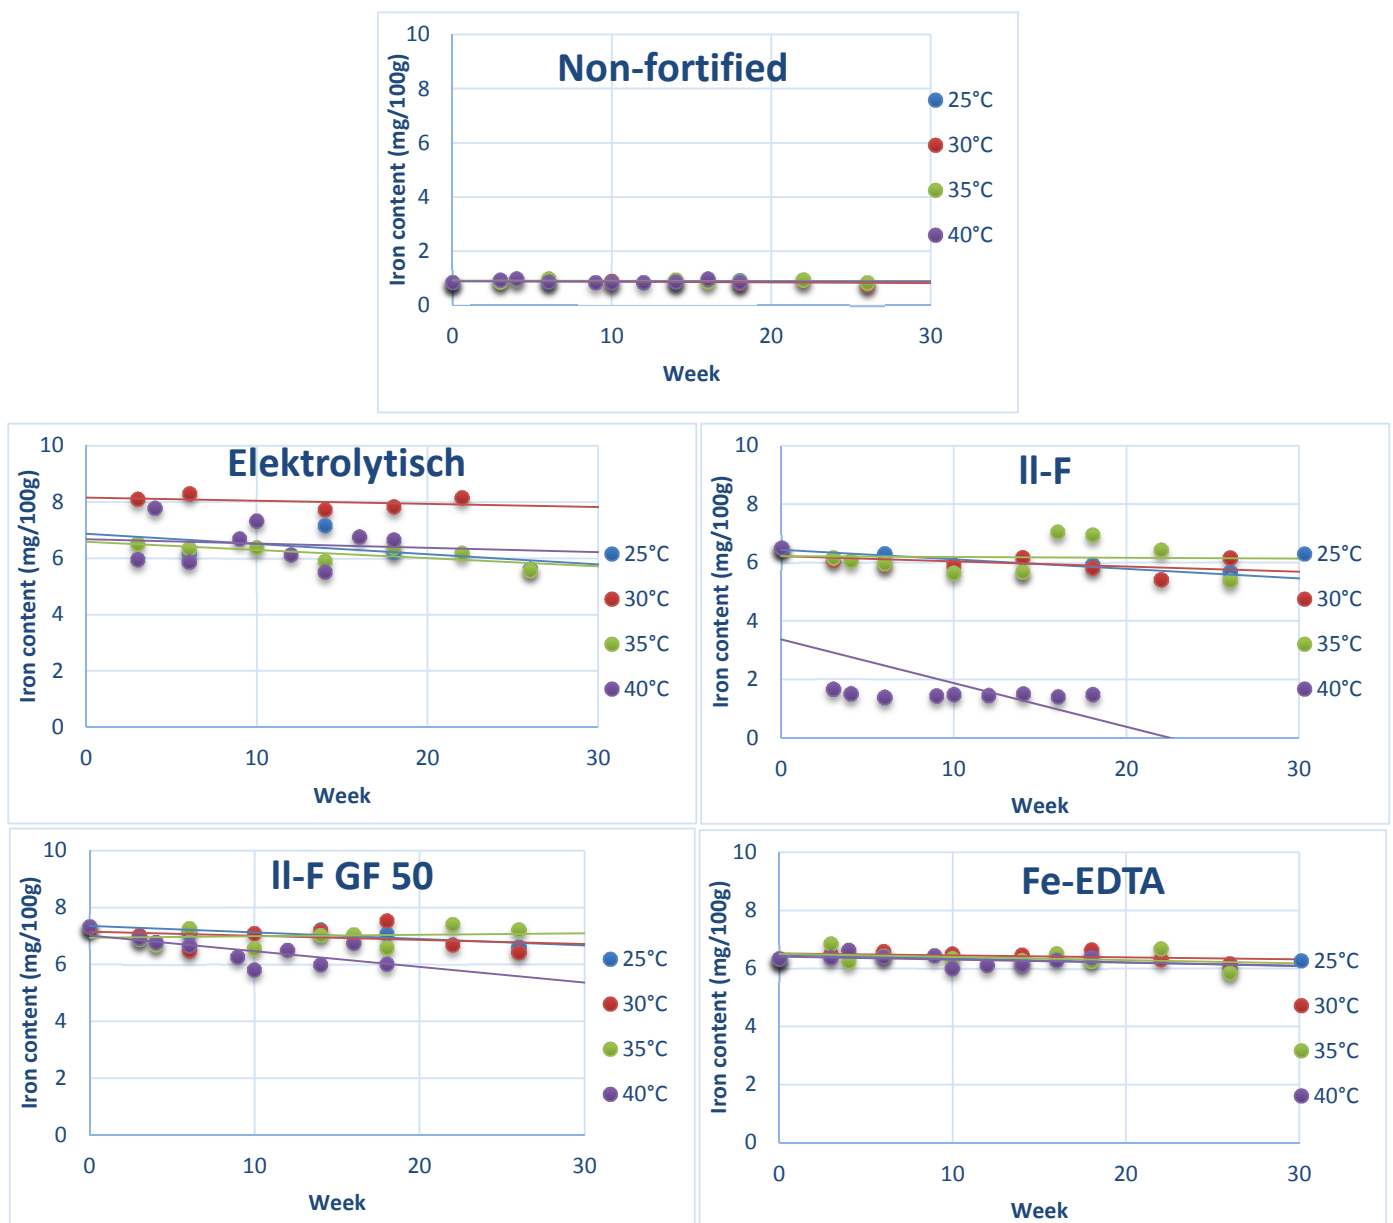 Non-fortified
Iron content (mg/100g)
10
8
6
4
2
0
0 10 20 30
Week
25°C
30°C
35°C
40°C
Elektrolytisch
Iron content (mg/100g)
10
8
6
4
2
0
0 10 20 30
Week
25°C
30°C
35°C
40°C
ll-F
Iron content (mg/100g)
10
8
6
4
2
0
0 10 20 30
Week
25°C
30°C
35°C
40°C
ll-F GF 50
Iron content (mg/100g)
10
8
6
4
2
0
0 10 20 30
Week
25°C
30°C
35°C
40°C
Fe-EDTA
Iron content (mg/100g)
10
8
6
4
2
0
0 10 20 30
Week
25°C
30°C
35°C
40°C